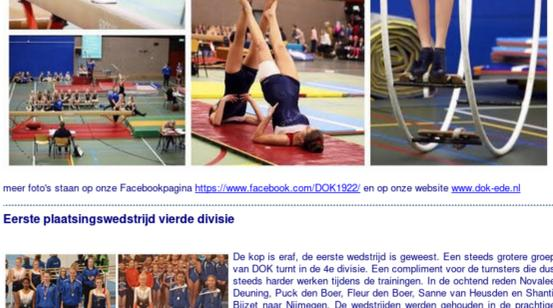 meer foto's staan op onze Facebookpagina https://www.facebook.com/DOK1922/ en op onze website www.dok-ede.nl
Eerste plaatsingswedstrijd vierde divisie
De kop is eraf, de eerste wedstrijd is geweest. Een steeds grotere groep
van DOK turnt in de 4e divisie. Een compliment voor de turnsters die dus
steeds harder werken tijdens de trainingen. In de ochtend reden Novalie
Deuning, Puck den Boer, Fleur den Boer, Sanne van Heusden en Shanti
Bijzet naar Nijmegen. De wedstrijden werden gehouden in de prachtige